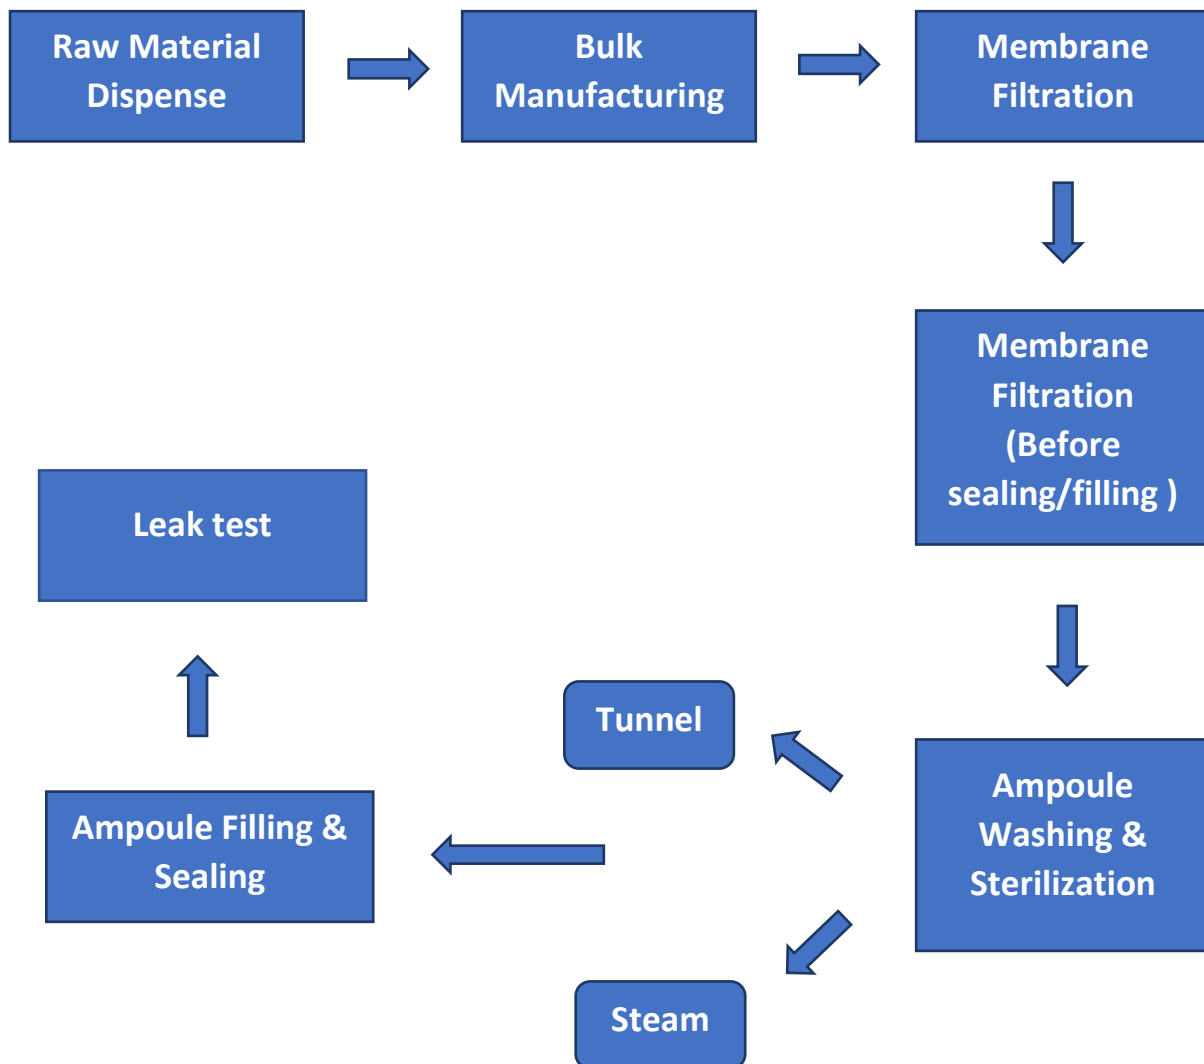 Raw Material
Dispense
Bulk
Manufacturing
Membrane
Filtration
Membrane
Filtration
(Before
sealing/filling )
Ampoule
Washing &
Sterilization
Tunnel
Steam
Ampoule Filling &
Sealing
Leak test